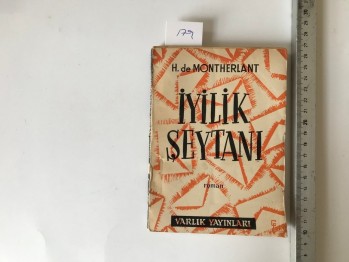 179
H. de MONTHERLANT
İYİLİK
ŞEYTANI
roman
VARLIK YAYINLARI